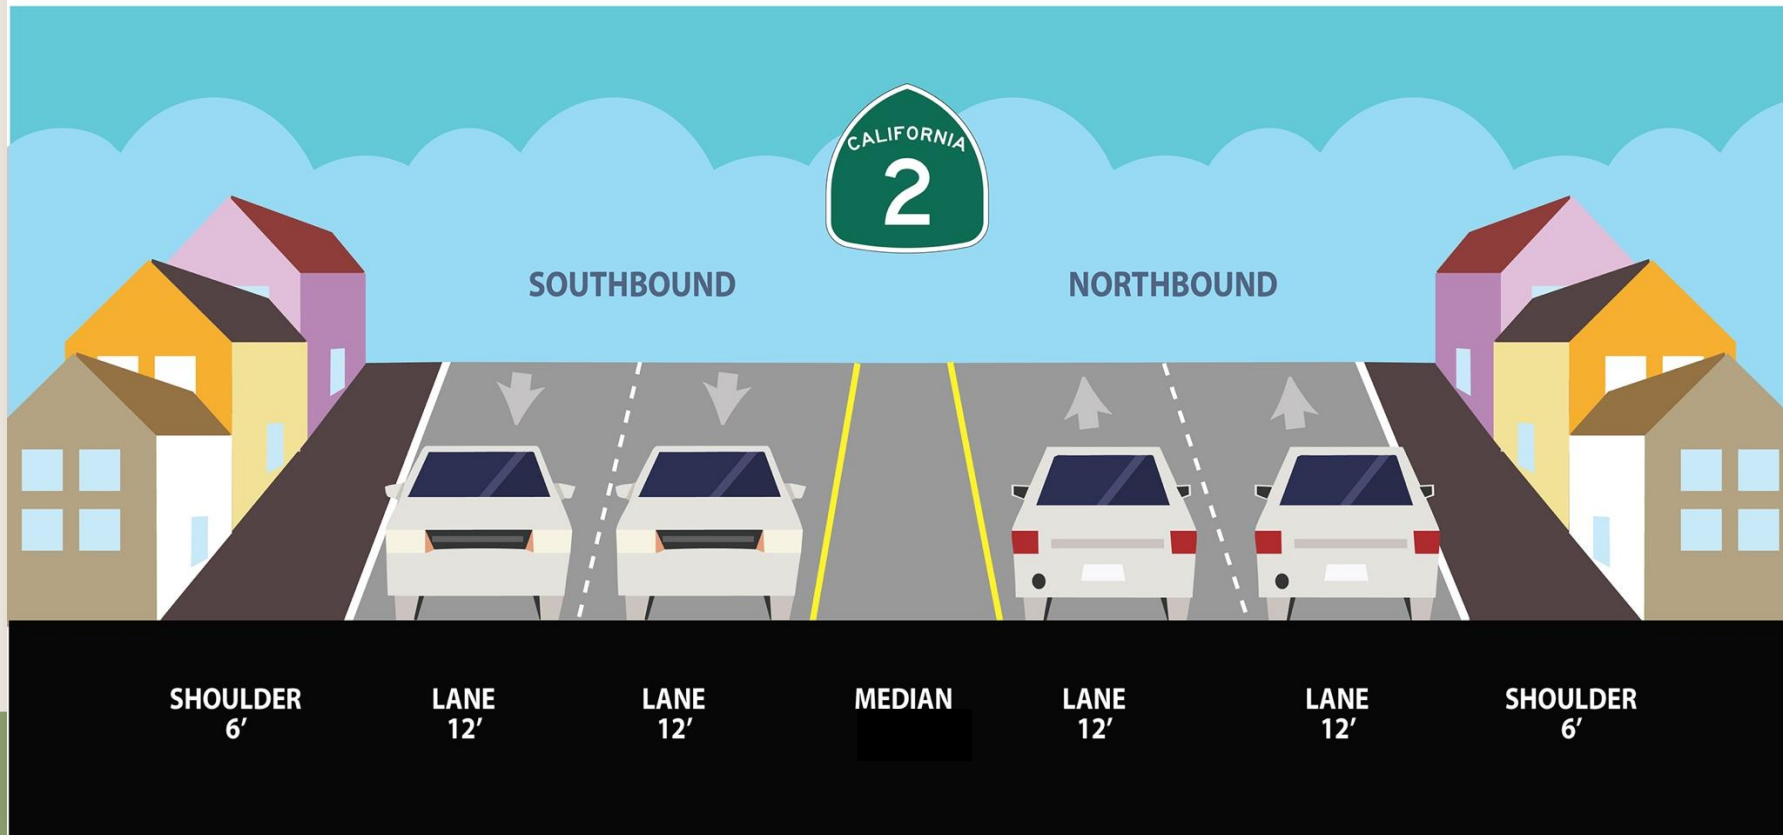 CALIFORNIA
2
SOUTHBOUND
NORTHBOUND
SHOULDER
6’
LANE
12’
LANE
12’
MEDIAN
LANE
12’
LANE
12’
SHOULDER
6’